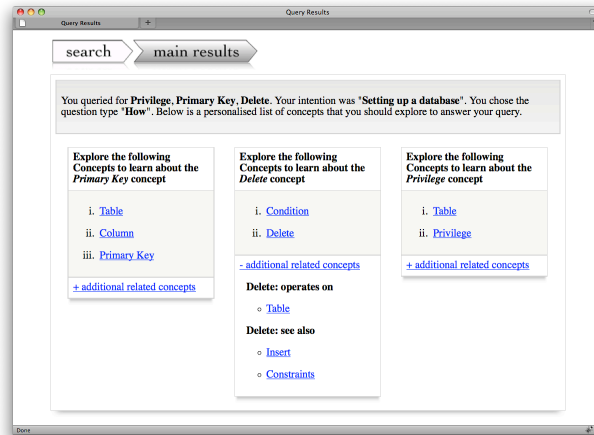 Query Results
Query Results
+
search
main results
You queried for Privilege, Primary Key, Delete. Your intention was "Setting up a database". You chose the
question type "How". Below is a personalised list of concepts that you should explore to answer your query.
Explore the following
Concepts to learn about the
Primary Key concept
i. Table
ii. Column
iii. Primary Key
+ additional related concepts
Explore the following
Concepts to learn about the
Delete concept
i. Condition
ii. Delete
- additional related concepts
Delete: operates on
Table
Delete: see also
Insert
Constraints
Explore the following
Concepts to learn about the
Privilege concept
i. Table
ii. Privilege
+ additional related concepts
Done